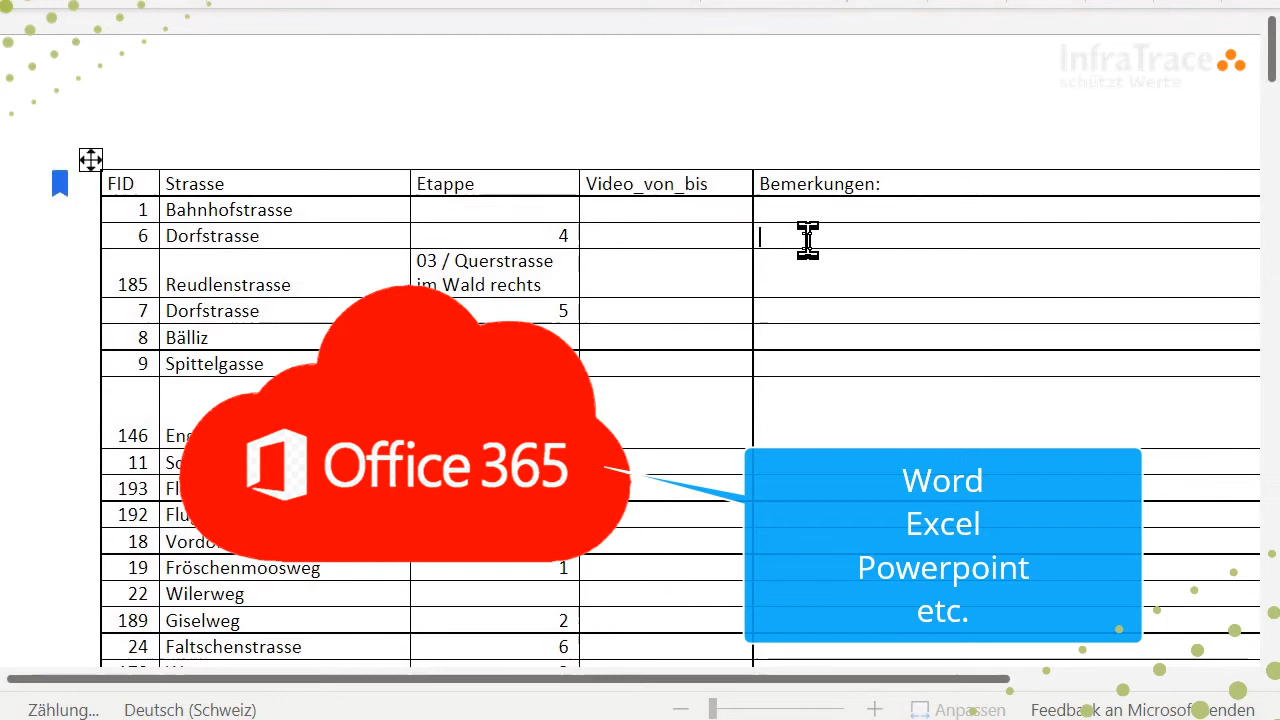 InfraTrace
schützt Werte
FID Strasse Etappe Video_von_bis Bemerkungen:
1 Bahnhofstrasse
6 Dorfstrasse 4
03 / Querstrasse
185 Reudlenstrasse im Wald rechts
7 Dorfstrasse 5
8 Bälliz
9 Spittelgasse
146
11
193
192
18
19 Fröschenmoosweg 1
22 Wilerweg
189 Giselweg 2
24 Faltschenstrasse 6
Office 365
Word
Excel
Powerpoint
etc.
Zählung... Deutsch (Schweiz) Anpassen Feedback an Microsoft senden